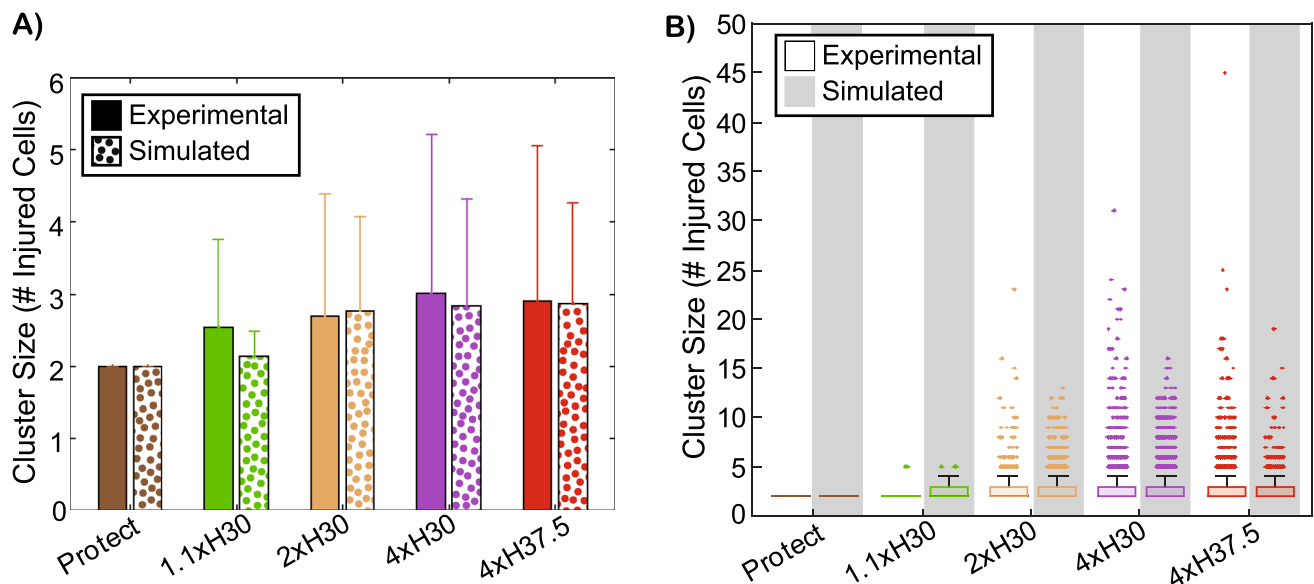 A)
Cluster Size (# Injured Cells)
6
5
4
3
2
1
0
Experimental
Simulated
Protect
1.1xH30
2xH30
4xH30
4xH37.5
B)
Cluster Size (# Injured Cells)
50
45
40
35
30
25
20
15
10
5
0
Experimental
Simulated
Protect
1.1xH30
2xH30
4xH30
4xH37.5